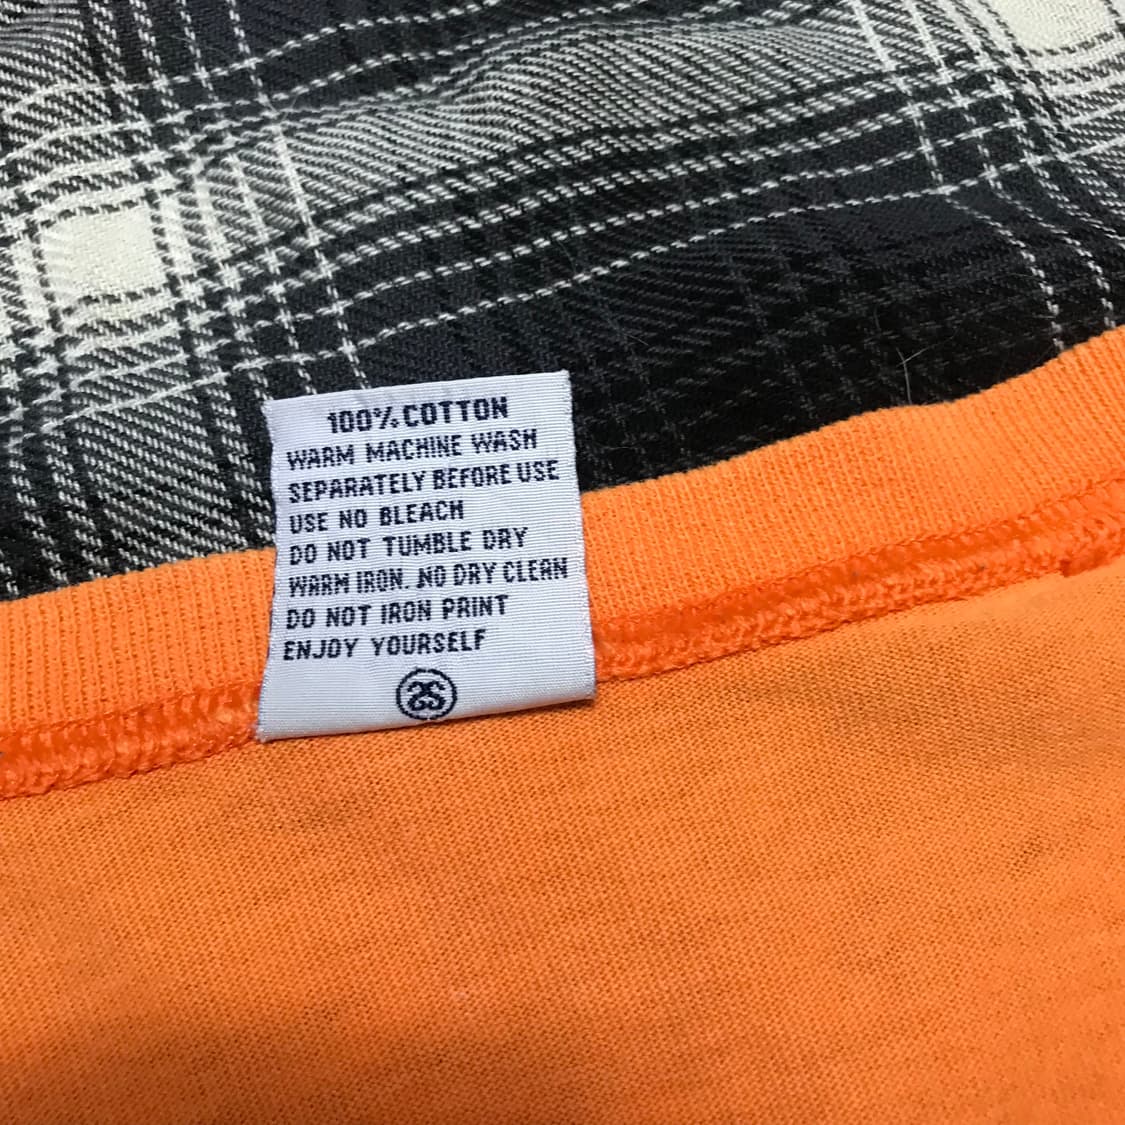 100% COTTON
WARM MACHINE WASH
SEPARATELY BEFORE USE
USE NO BLEACH
DO NOT TUMBLE DRY
WARM IRON. NO DRY CLEAN
DO NOT IRON PRINT
ENJOY YOURSELF
SS